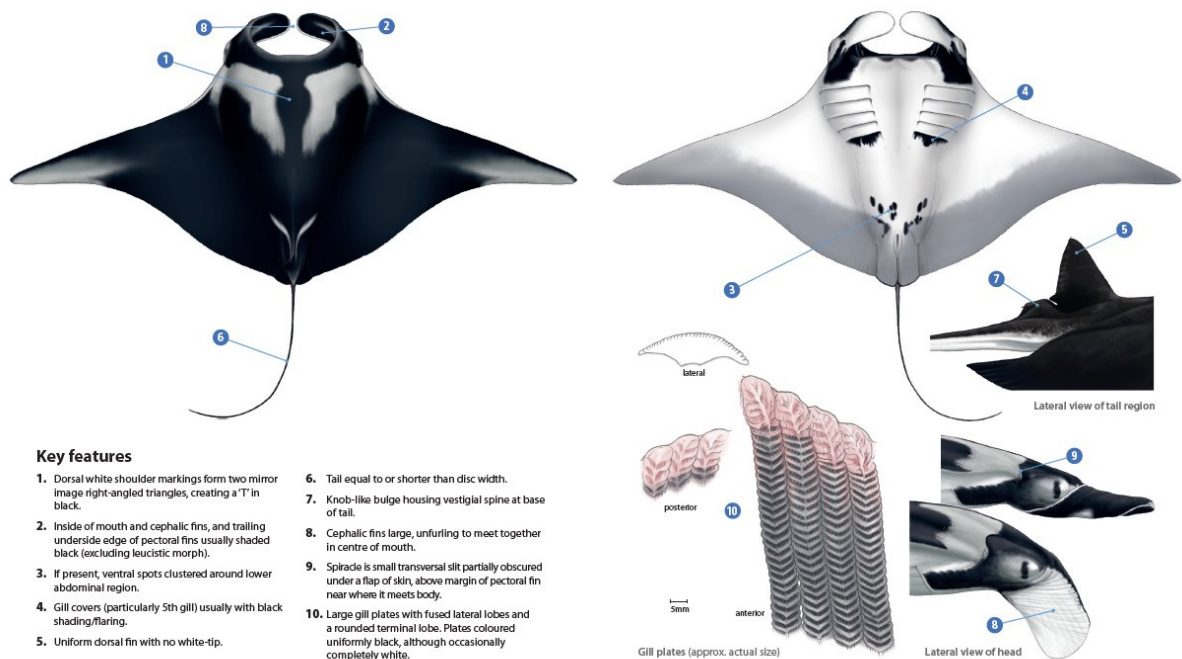 8
2
1
4
3
5
7
6
lateral
Lateral view of tail region
posterior
10
9
5mm
anterior
8
Gill plates (approx. actual size)
Lateral view of head
Key features
1. Dorsal white shoulder markings form two mirror
image right-angled triangles, creating a 'T' in
black.
2. Inside of mouth and cephalic fins, and trailing
underside edge of pectoral fins usually shaded
black (excluding leucistic morph).
3. If present, ventral spots clustered around lower
abdominal region.
4. Gill covers (particularly 5th gill) usually with black
shading/flaring.
5. Uniform dorsal fin with no white-tip.
6. Tail equal to or shorter than disc width.
7. Knob-like bulge housing vestigial spine at base
of tail.
8. Cephalic fins large, unfurling to meet together
in centre of mouth.
9. Spiracle is small transversal slit partially obscured
under a flap of skin, above margin of pectoral fin
near where it meets body.
10. Large gill plates with fused lateral lobes and
a rounded terminal lobe. Plates coloured
uniformly black, although occasionally
completely white.